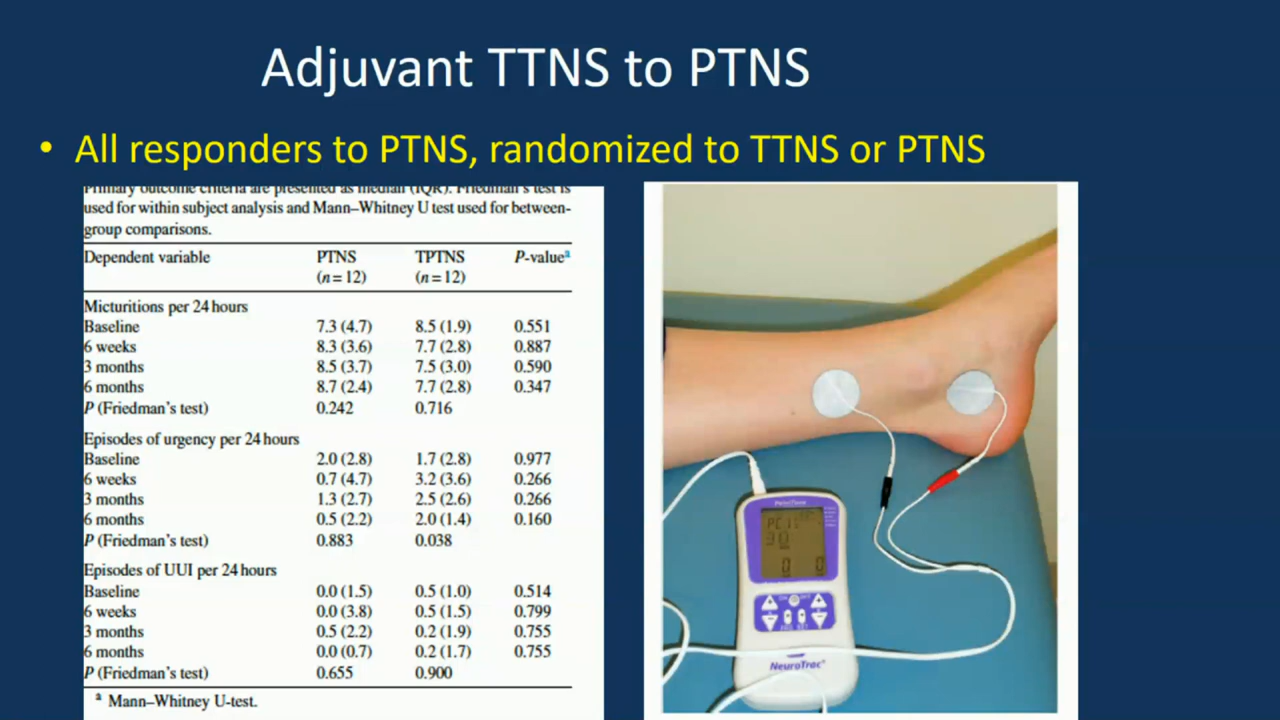 Adjuvant TTNS to PTNS
• All responders to PTNS, randomized to TTNS or PTNS
Primary outcome criteria are presented as median (IQR). Friedman's test is
used for within subject analysis and Mann–Whitney U test used for between-
group comparisons.
Dependent variable PTNS TPTNS P-valueᵃ
(n = 12) (n = 12)
Micturitions per 24 hours
Baseline 7.3 (4.7) 8.5 (1.9) 0.551
6 weeks 8.3 (3.6) 7.7 (2.8) 0.887
3 months 8.5 (3.7) 7.5 (3.0) 0.590
6 months 8.7 (2.4) 7.7 (2.8) 0.347
P (Friedman's test) 0.242 0.716
Episodes of urgency per 24 hours
Baseline 2.0 (2.8) 1.7 (2.8) 0.977
6 weeks 0.7 (4.7) 3.2 (3.6) 0.266
3 months 1.3 (2.7) 2.5 (2.6) 0.266
6 months 0.5 (2.2) 2.0 (1.4) 0.160
P (Friedman's test) 0.883 0.038
Episodes of UUI per 24 hours
Baseline 0.0 (1.5) 0.5 (1.0) 0.514
6 weeks 0.0 (3.8) 0.5 (1.5) 0.799
3 months 0.5 (2.2) 0.2 (1.9) 0.755
6 months 0.0 (0.7) 0.2 (1.7) 0.755
P (Friedman's test) 0.655 0.900
ᵃ Mann–Whitney U-test.
NeuroTrac®